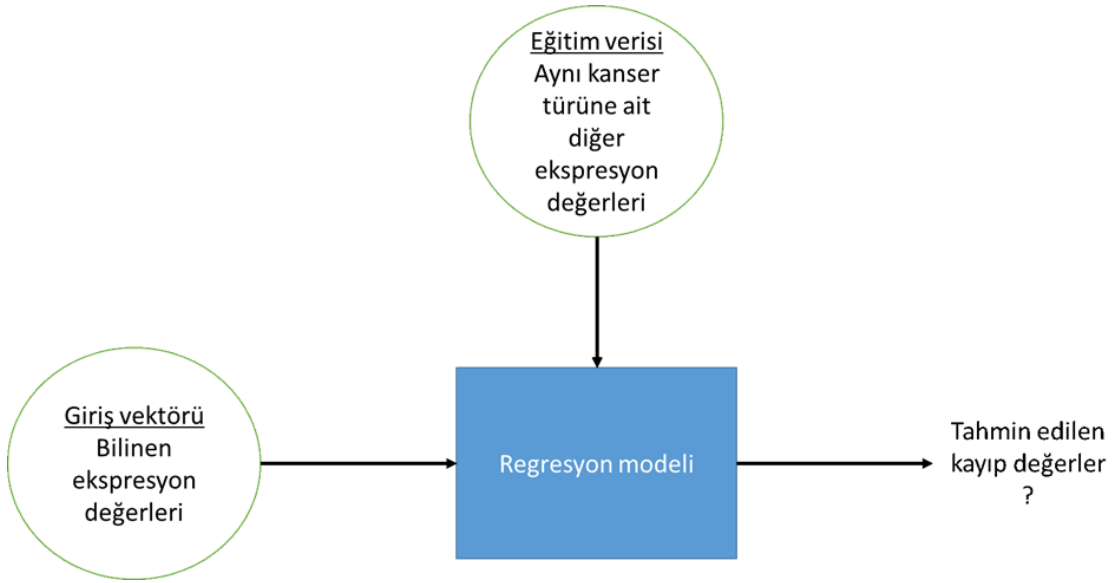 Eğitim verisi
Aynı kanser
türüne ait
diğer
ekspresyon
değerleri
Giriş vektörü
Bilinen
ekspresyon
değerleri
Regresyon modeli
Tahmin edilen
kayıp değerler
?